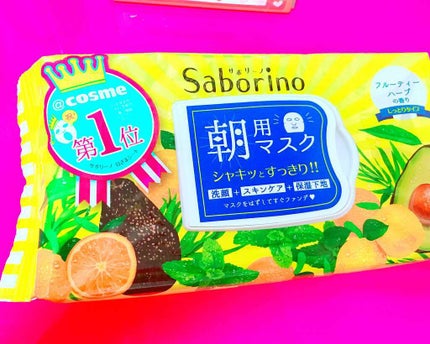 @cosme
第1位
サボリーノ
Saborino
朝用マスク
シャキッとすっきり!!
洗顔+スキンケア+保湿下地
マスクをはずしてすぐファンデ♥
フルーティー
ハーブ
の香り
しっとりタイプ